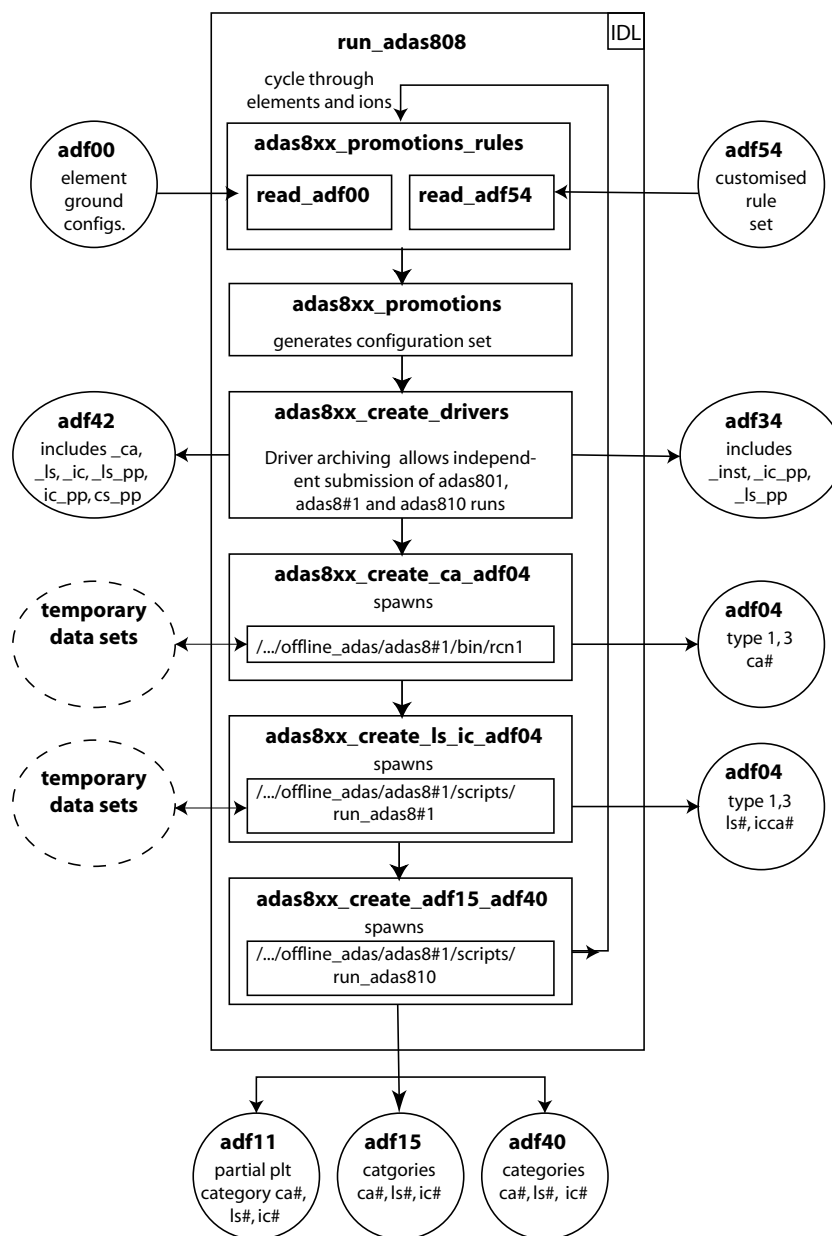 IDL
run_adas808
cycle through
elements and ions
adf00
element
ground
configs.
adas8xx_promotions_rules
read_adf00
read_adf54
adf54
customised
rule
set
adas8xx_promotions
generates configuration set
adf42
includes _ca,
_ls, _ic, _ls_pp,
ic_pp, cs_pp
adas8xx_create_drivers
Driver archiving allows independ-
ent submission of adas801,
adas8#1 and adas810 runs
adf34
includes
_inst, _ic_pp,
_ls_pp
temporary
data sets
adas8xx_create_ca_adf04
spawns
/.../offline_adas/adas8#1/bin/rcn1
adf04
type 1, 3
ca#
temporary
data sets
adas8xx_create_ls_ic_adf04
spawns
/.../offline_adas/adas8#1/scripts/
run_adas8#1
adf04
type 1,3
ls#, icca#
adas8xx_create_adf15_adf40
spawns
/.../offline_adas/adas8#1/scripts/
run_adas810
adf11
partial plt
category ca#,
ls#, ic#
adf15
catgories
ca#, ls#, ic#
adf40
categories
ca#, ls#, ic#